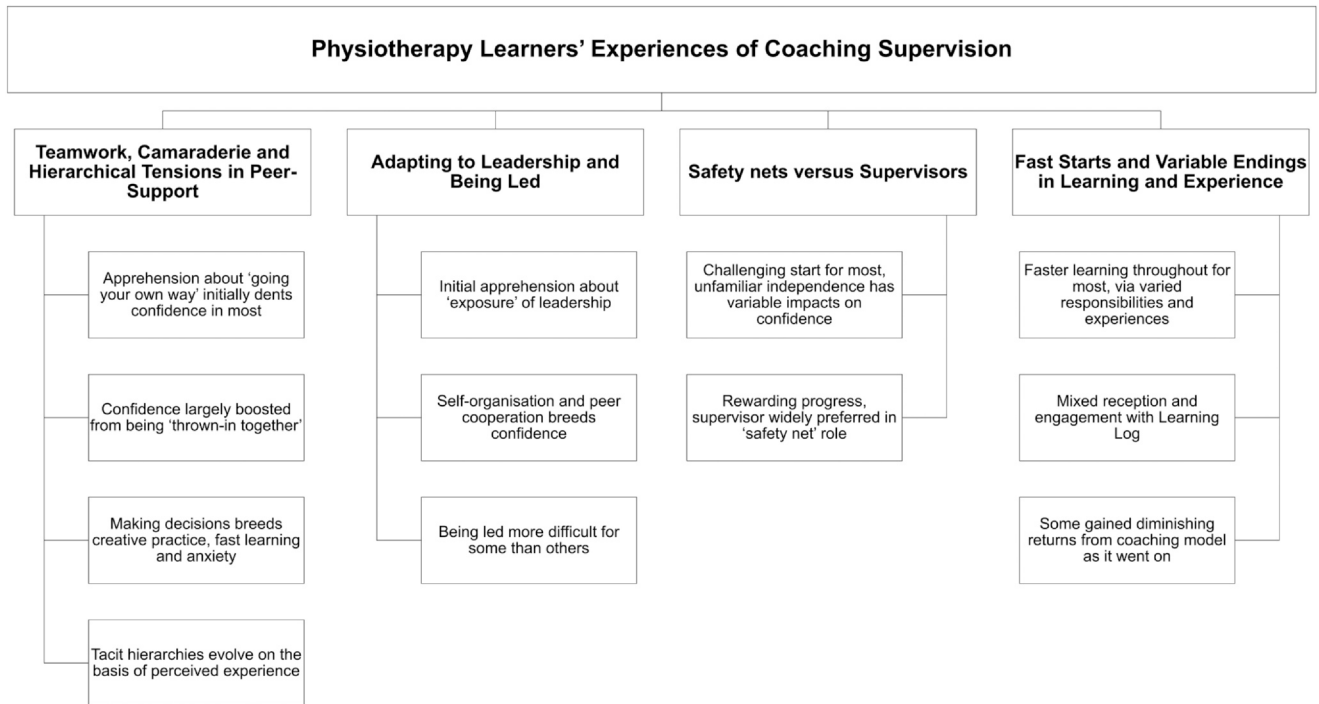 Physiotherapy Learners’ Experiences of Coaching Supervision
Teamwork, Camaraderie and
Hierarchical Tensions in Peer-
Support
Apprehension about ‘going
your own way’ initially dents
confidence in most
Confidence largely boosted
from being ‘thrown-in together’
Making decisions breeds
creative practice, fast learning
and anxiety
Tacit hierarchies evolve on the
basis of perceived experience
Adapting to Leadership and
Being Led
Initial apprehension about
‘exposure’ of leadership
Self-organisation and peer
cooperation breeds
confidence
Being led more difficult for
some than others
Safety nets versus Supervisors
Challenging start for most,
unfamiliar independence has
variable impacts on
confidence
Rewarding progress,
supervisor widely preferred in
‘safety net’ role
Fast Starts and Variable Endings
in Learning and Experience
Faster learning throughout for
most, via varied
responsibilities and
experiences
Mixed reception and
engagement with Learning
Log
Some gained diminishing
returns from coaching model
as it went on